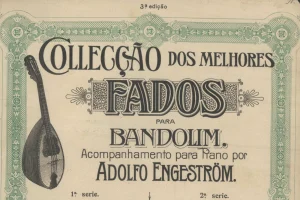 3ª edição
COLLECÇÃO DOS MELHORES
FADOS
PARA
BANDOLIM.
Acompanhamento para Piano por
ADOLFO ENGESTRÖM.
1ª serie. 2ª serie.